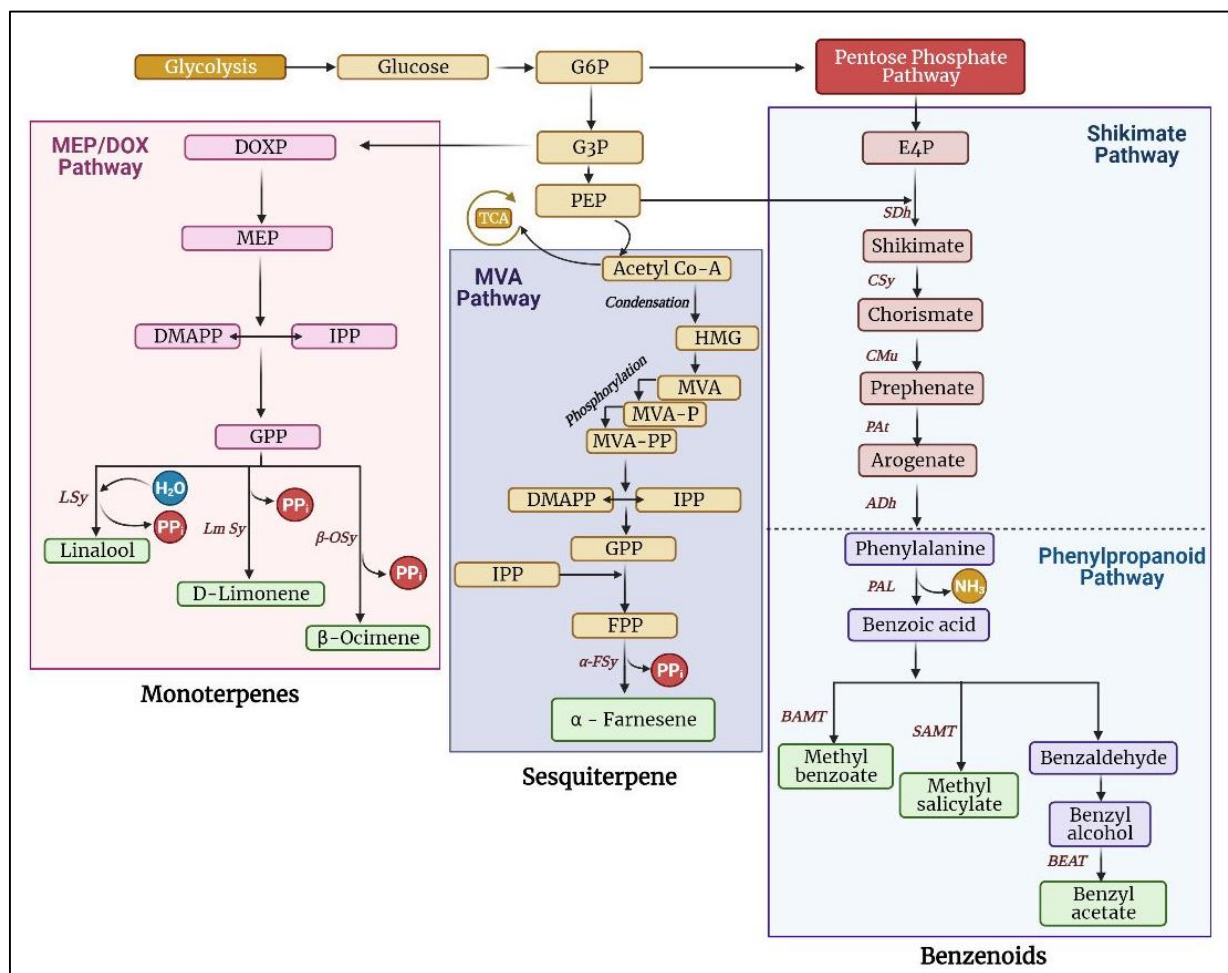 Glycolysis
Glucose
G6P
Pentose Phosphate
Pathway
MEP/DOX
Pathway
DOXP
G3P
E4P
Shikimate
Pathway
PEP
TCA
SDh
MEP
Shikimate
MVA
Pathway
Acetyl Co-A
CSy
Condensation
Chorismate
DMAPP
IPP
HMG
CMu
Phosphorylation
MVA
Prephenate
MVA-P
PAt
GPP
MVA-PP
Arogenate
LSy
H₂O
PPᵢ
PPᵢ
Lm Sy
β-OSy
DMAPP
IPP
ADh
Linalool
GPP
Phenylalanine
Phenylpropanoid
Pathway
PPᵢ
IPP
PAL
NH₃
D-Limonene
FPP
Benzoic acid
β-Ocimene
α-FSy
PPᵢ
Monoterpenes
α - Farnesene
BAMT
SAMT
Methyl
benzoate
Methyl
salicylate
Benzaldehyde
Sesquiterpene
Benzyl
alcohol
BEAT
Benzyl
acetate
Benzenoids